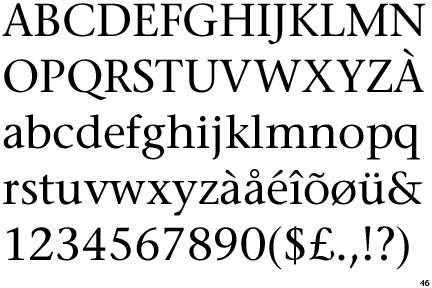 ABCDEFGHIJKLMN
OPQRSTUVWXYZÀ
abcdefghijklmnopq
rstuvwxyzàåéîõøü&
1234567890($£.,!?)
46